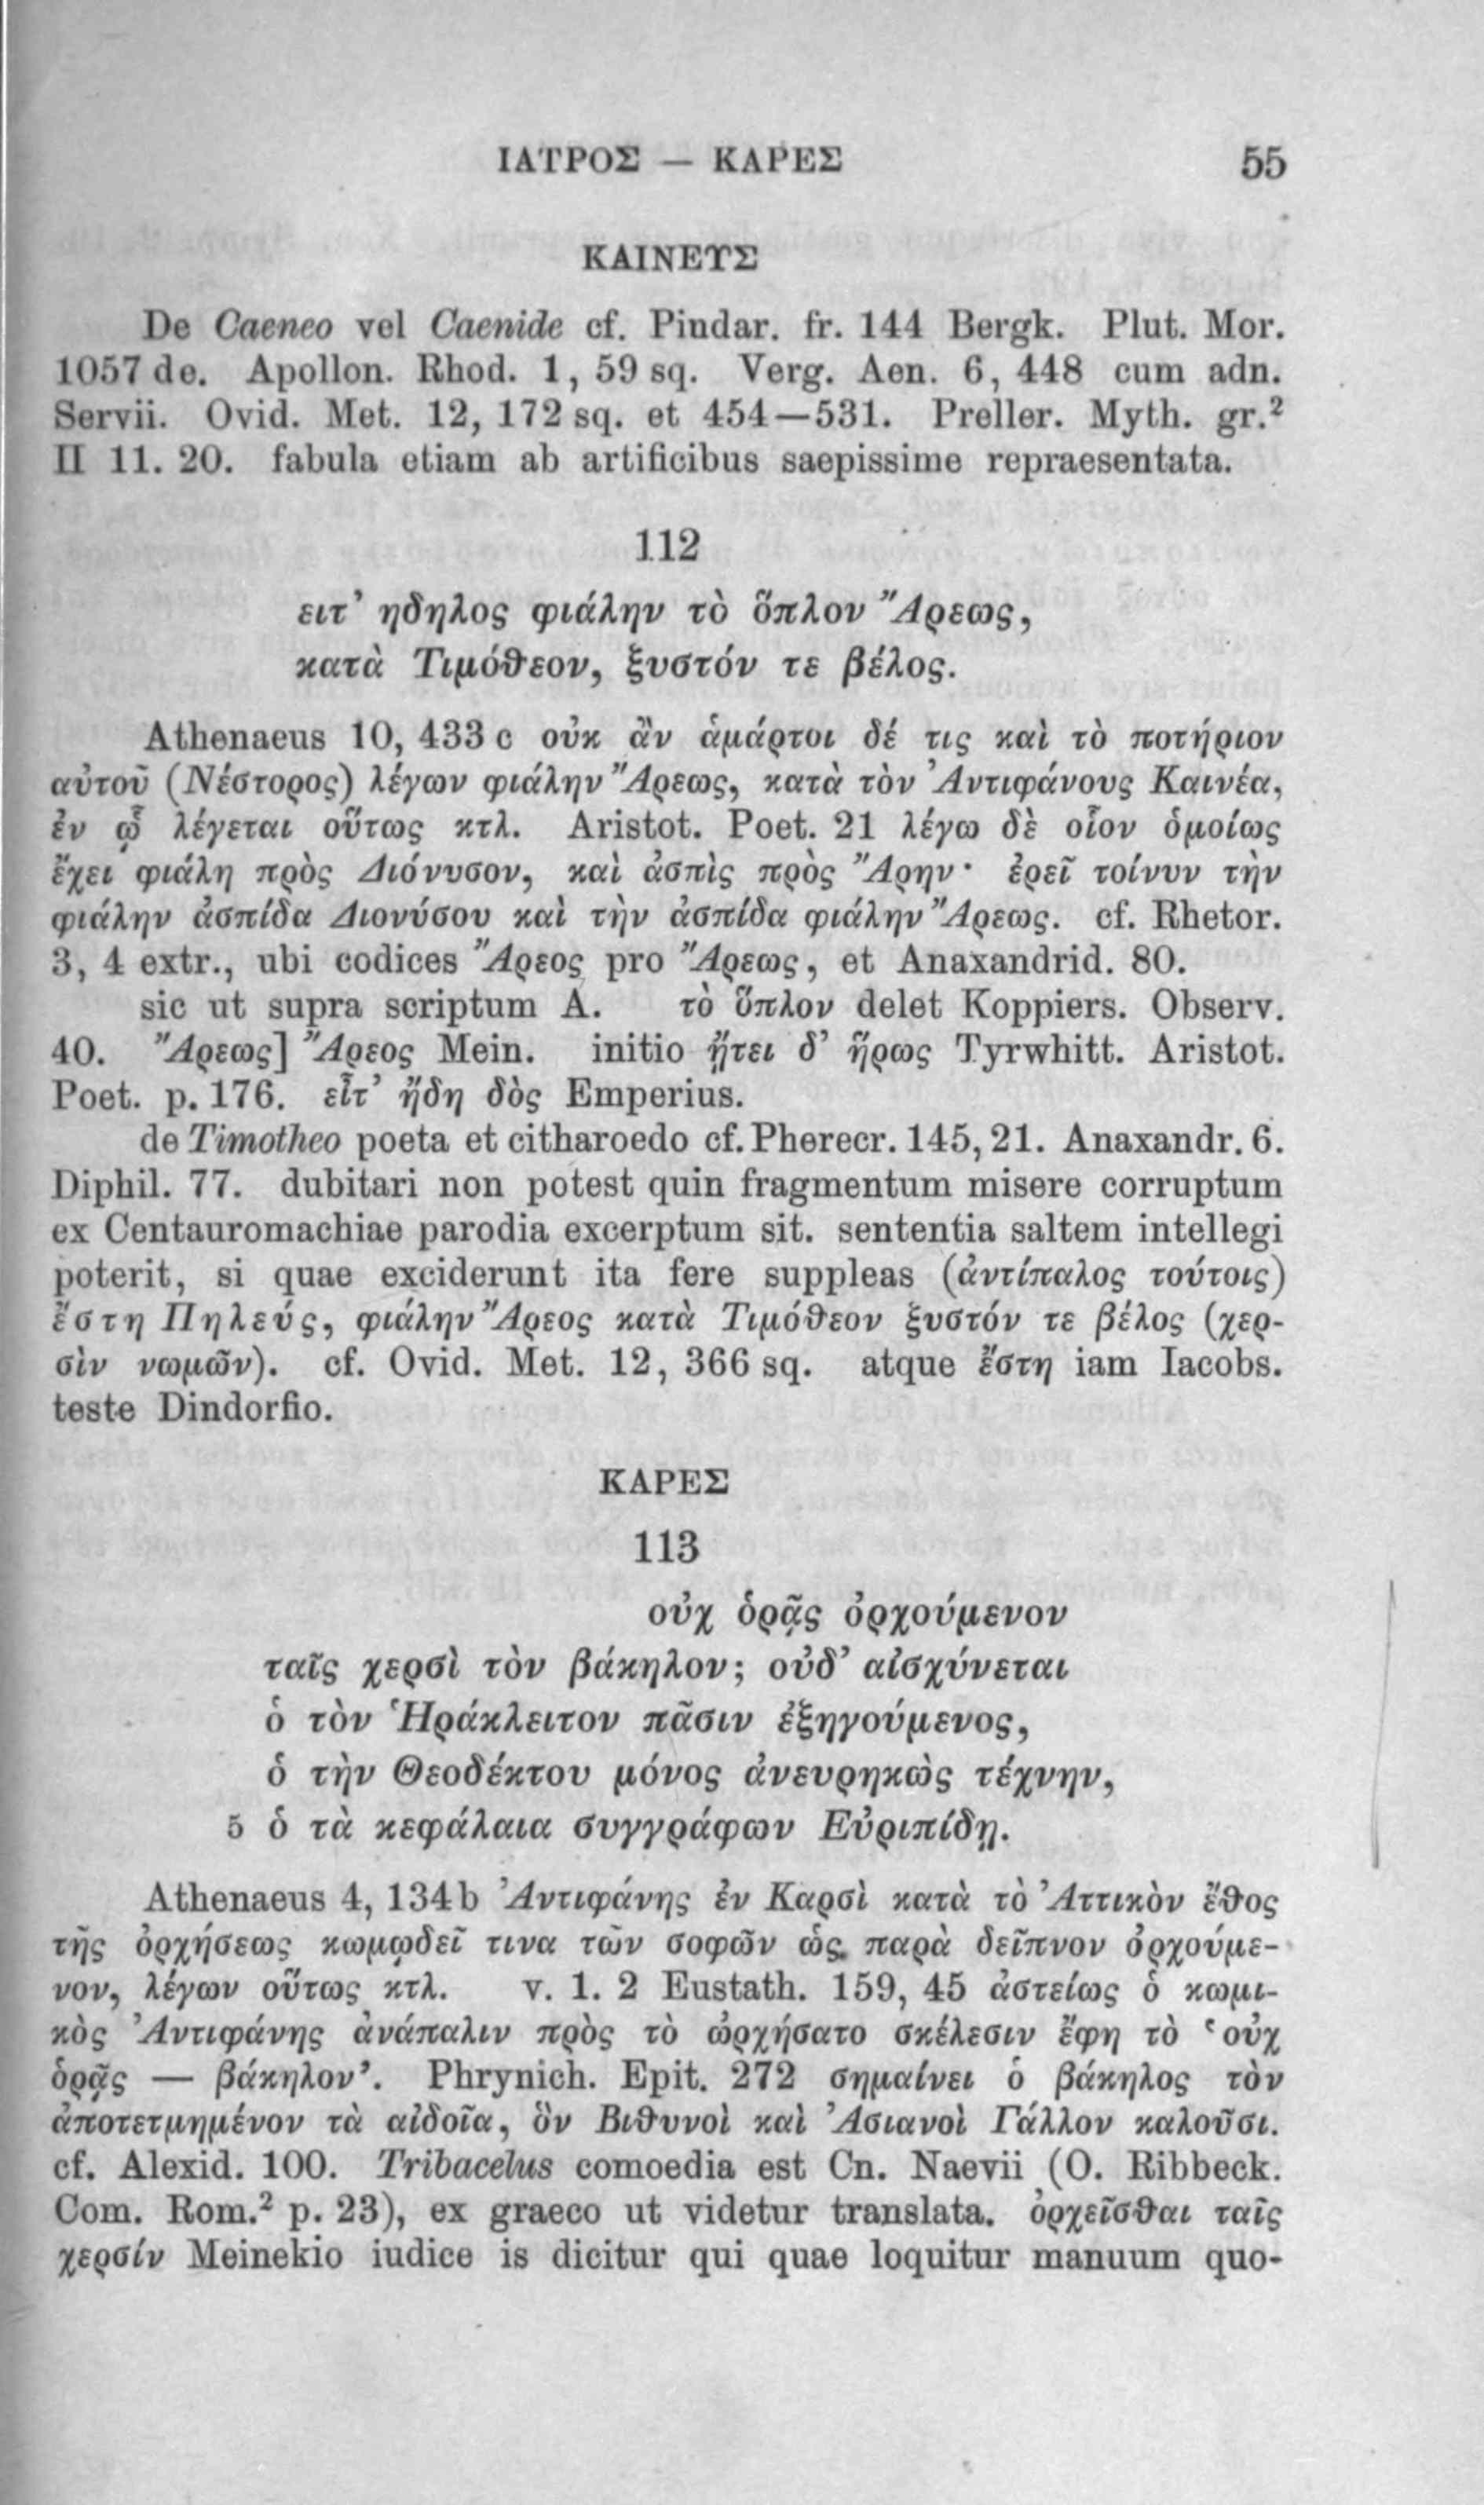 ΙΑΤΡΟΣ — ΚΑΡΕΣ 55
ΚΑΙΝΕΥΣ
De Caeneo vel Caenide cf. Pindar. fr. 144 Bergk. Plut. Mor.
1057 de. Apollon. Rhod. 1, 59 sq. Verg. Aen. 6, 448 cum adn.
Servii. Ovid. Met. 12, 172 sq. et 454—531. Preller. Myth. gr.²
II 11. 20. fabula etiam ab artificibus saepissime repraesentata.
112
ειτ’ ηδηλος φιάλην τὸ ὅπλον Ἄρεως,
κατὰ Τιμόθεον, ξυστόν τε βέλος.
Athenaeus 10, 433 c οὐκ ἂν ἁμάρτοι δέ τις καὶ τὸ ποτήριον
αὐτοῦ (Νέστορος) λέγων φιάλην Ἄρεως, κατὰ τὸν Ἀντιφάνους Καινέα,
ἐν ᾧ λέγεται οὕτως κτλ. Aristot. Poet. 21 λέγω δὲ οἷον ὁμοίως
ἔχει φιάλη πρὸς Διόνυσον, καὶ ἀσπὶς πρὸς Ἄρην· ἐρεῖ τοίνυν τὴν
φιάλην ἀσπίδα Διονύσου καὶ τὴν ἀσπίδα φιάλην Ἄρεως. cf. Rhetor.
3, 4 extr., ubi codices Ἄρεος pro Ἄρεως, et Anaxandrid. 80.
sic ut supra scriptum A. τὸ ὅπλον delet Koppiers. Observ.
40. Ἄρεως] Ἄρεος Mein. initio ᾔτει δ’ ἥρως Tyrwhitt. Aristot.
Poet. p. 176. εἶτ’ ἤδη δὸς Emperius.
de Timotheo poeta et citharoedo cf. Pherecr. 145, 21. Anaxandr. 6.
Diphil. 77. dubitari non potest quin fragmentum misere corruptum
ex Centauromachiae parodia excerptum sit. sententia saltem intellegi
poterit, si quae exciderunt ita fere suppleas (ἀντίπαλος τούτοις)
ἔστη Πηλεύς, φιάλην Ἄρεος κατὰ Τιμόθεον ξυστόν τε βέλος (χερ-
σὶν νωμῶν). cf. Ovid. Met. 12, 366 sq. atque ἔστη iam Iacobs.
teste Dindorfio.
ΚΑΡΕΣ
113
οὐχ ὁρᾷς ὀρχούμενον
ταῖς χερσὶ τὸν βάκηλον; οὐδ’ αἰσχύνεται
ὁ τὸν Ἡράκλειτον πᾶσιν ἐξηγούμενος,
ὁ τὴν Θεοδέκτου μόνος ἀνευρηκὼς τέχνην,
5 ὁ τὰ κεφάλαια συγγράφων Εὐριπίδῃ.
Athenaeus 4, 134 b Ἀντιφάνης ἐν Καρσὶ κατὰ τὸ Ἀττικὸν ἔθος
τῆς ὀρχήσεως κωμῳδεῖ τινα τῶν σοφῶν ὡς παρὰ δεῖπνον ὀρχούμε-
νον, λέγων οὕτως κτλ. v. 1. 2 Eustath. 159, 45 ἀστείως ὁ κωμι-
κὸς Ἀντιφάνης ἀνάπαλιν πρὸς τὸ ὠρχήσατο σκέλεσιν ἔφη τὸ ‘οὐχ
ὁρᾷς — βάκηλον’. Phrynich. Epit. 272 σημαίνει ὁ βάκηλος τὸν
ἀποτετμημένον τὰ αἰδοῖα, ὃν Βιθυνοὶ καὶ Ἀσιανοὶ Γάλλον καλοῦσι.
cf. Alexid. 100. Tribacelus comoedia est Cn. Naevii (O. Ribbeck.
Com. Rom.² p. 23), ex graeco ut videtur translata. ὀρχεῖσθαι ταῖς
χερσίν Meinekio iudice is dicitur qui quae loquitur manuum quo-